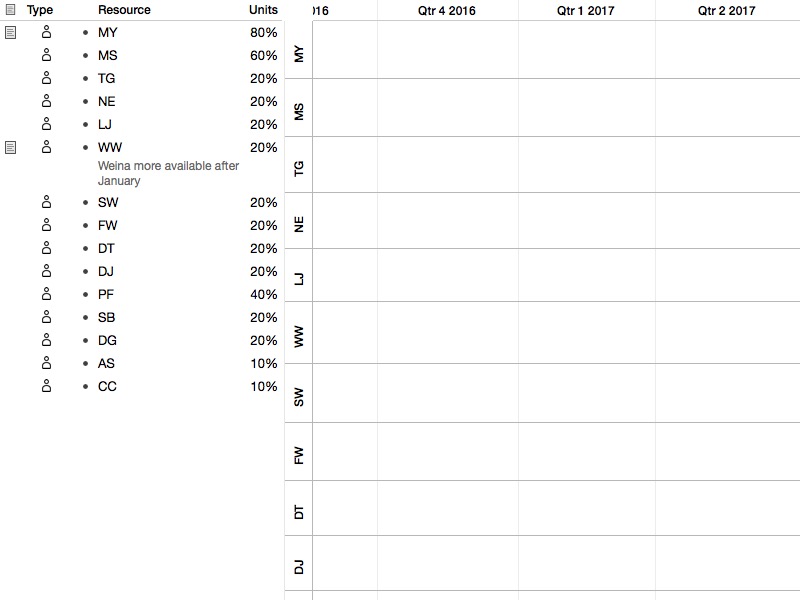 Type Resource Units
MY 80%
MS 60%
TG 20%
NE 20%
LJ 20%
WW 20%
Weina more available after
January
SW 20%
FW 20%
DT 20%
DJ 20%
PF 40%
SB 20%
DG 20%
AS 10%
CC 10%
16 Qtr 4 2016 Qtr 1 2017 Qtr 2 2017
MY
MS
TG
NE
LJ
WW
SW
FW
DT
DJ